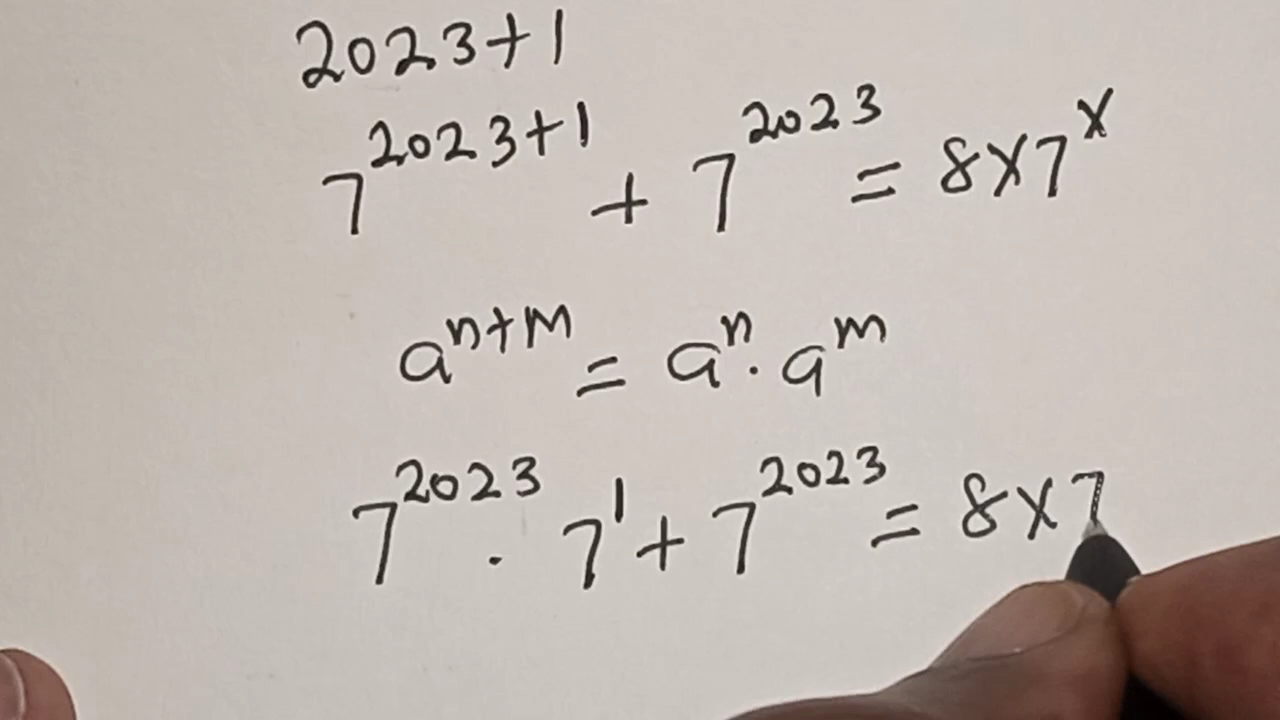 2023+1
7^{2023+1} + 7^{2023} = 8×7^x
a^{n+m} = a^n · a^m
7^{2023} · 7^1 + 7^{2023} = 8×7